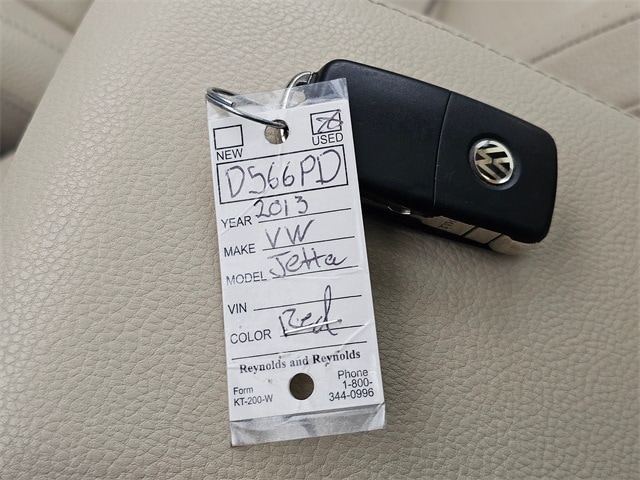 NEW USED
D566PD
YEAR 2013
MAKE VW
MODEL Jetta
VIN
COLOR Red
Reynolds and Reynolds
Form
KT-200-W
Phone
1-800-
344-0996